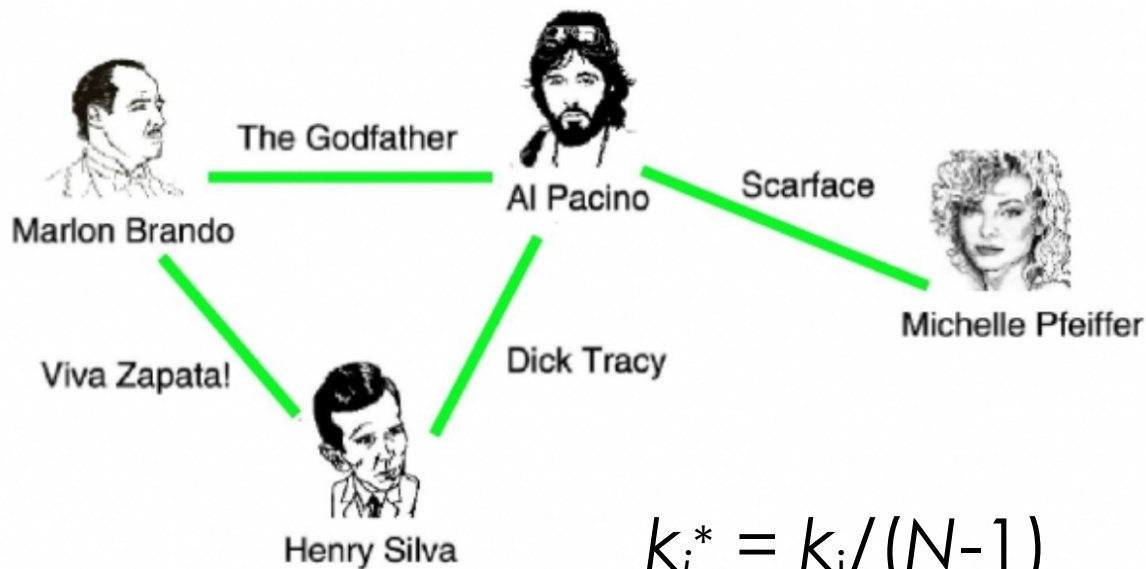 The Godfather
Al Pacino
Scarface
Marlon Brando
Michelle Pfeiffer
Viva Zapata!
Dick Tracy
Henry Silva
kᵢ* = kᵢ/(N-1)